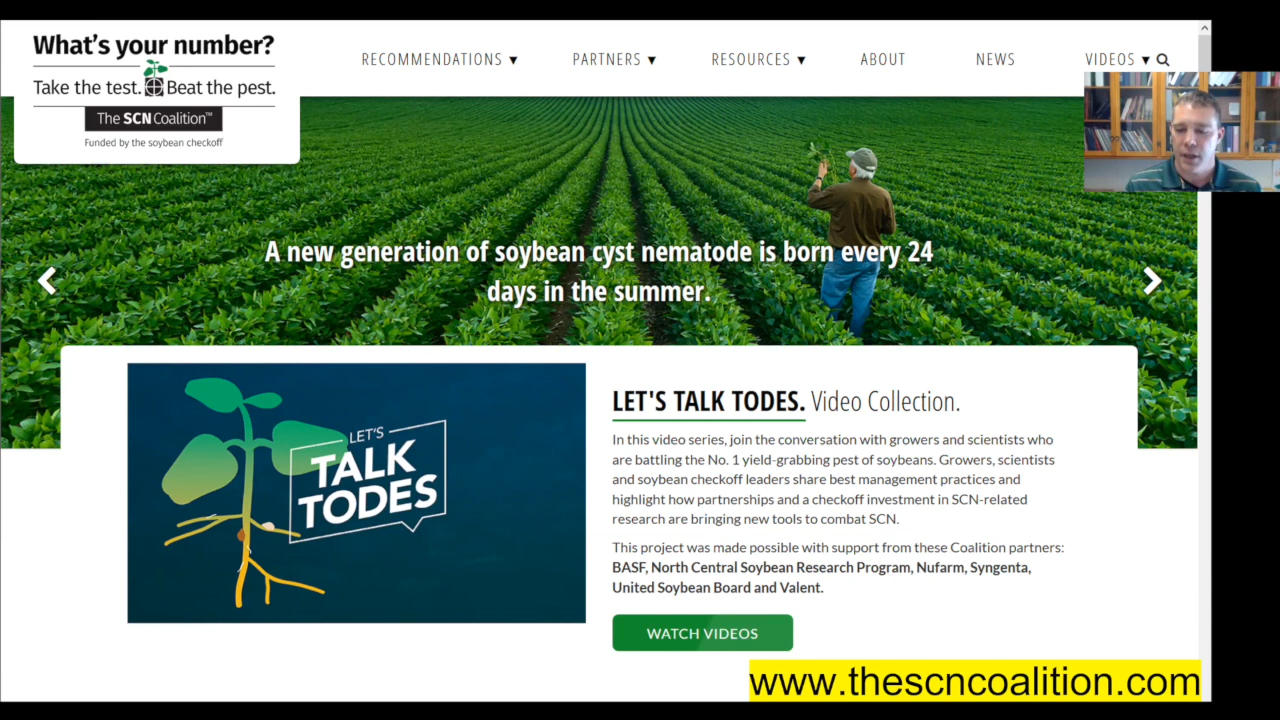 What's your number?
Take the test. Beat the pest.
The SCN Coalition™
Funded by the soybean checkoff
RECOMMENDATIONS ▼
PARTNERS ▼
RESOURCES ▼
ABOUT
NEWS
VIDEOS ▼
A new generation of soybean cyst nematode is born every 24
days in the summer.
LET'S
TALK
TODES
LET'S TALK TODES. Video Collection.
In this video series, join the conversation with growers and scientists who
are battling the No. 1 yield-grabbing pest of soybeans. Growers, scientists
and soybean checkoff leaders share best management practices and
highlight how partnerships and a checkoff investment in SCN-related
research are bringing new tools to combat SCN.
This project was made possible with support from these Coalition partners:
BASF, North Central Soybean Research Program, Nufarm, Syngenta,
United Soybean Board and Valent.
WATCH VIDEOS
www.thescncoalition.com